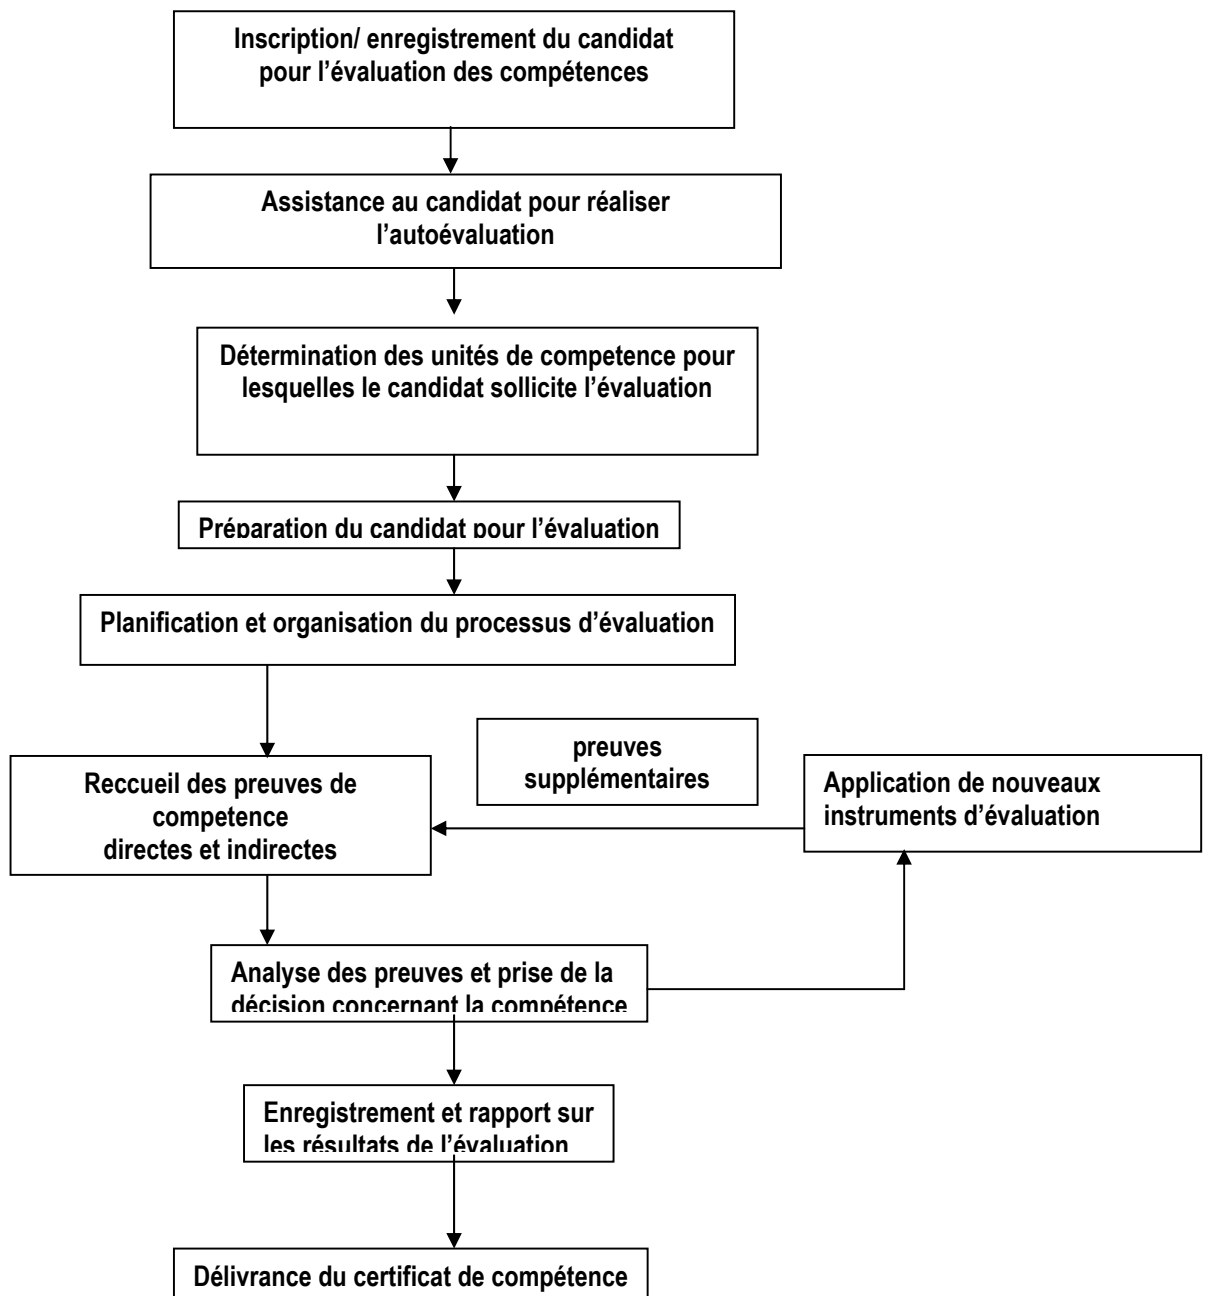 Inscription/ enregistrement du candidat
pour l’évaluation des compétences
Assistance au candidat pour réaliser
l’autoévaluation
Détermination des unités de competence pour
lesquelles le candidat sollicite l’évaluation
Préparation du candidat pour l’évaluation
Planification et organisation du processus d’évaluation
preuves
supplémentaires
Reccueil des preuves de
competence
directes et indirectes
Application de nouveaux
instruments d’évaluation
Analyse des preuves et prise de la
décision concernant la compétence
Enregistrement et rapport sur
les résultats de l’évaluation
Délivrance du certificat de compétence